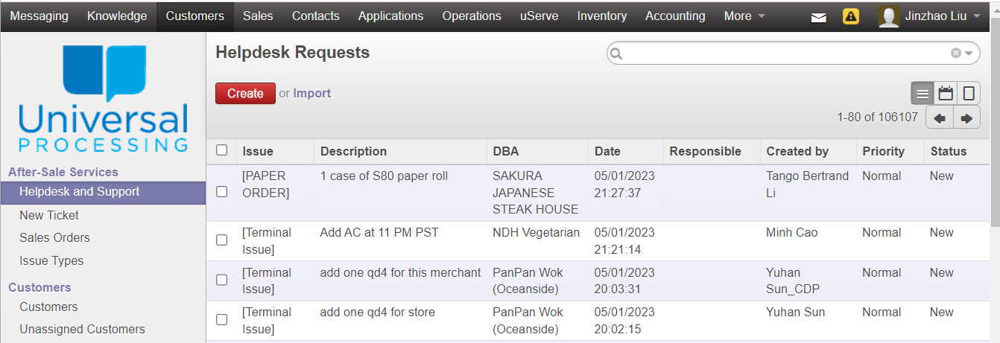 Messaging Knowledge Customers Sales Contacts Applications Operations uServe Inventory Accounting More Jinzhao Liu
Universal
PROCESSING
After-Sale Services
Helpdesk and Support
New Ticket
Sales Orders
Issue Types
Customers
Customers
Unassigned Customers
Helpdesk Requests
Create or Import
1-80 of 106107
Issue Description DBA Date Responsible Created by Priority Status
[PAPER 1 case of S80 paper roll SAKURA 05/01/2023 Tango Bertrand Normal New
ORDER] JAPANESE 21:27:37 Li
STEAK HOUSE
[Terminal Add AC at 11 PM PST NDH Vegetarian 05/01/2023 Minh Cao Normal New
Issue] 21:21:14
[Terminal add one qd4 for this merchant PanPan Wok 05/01/2023 Yuhan Normal New
Issue] (Oceanside) 20:03:31 Sun_CDP
[Terminal add one qd4 for store PanPan Wok 05/01/2023 Yuhan Sun Normal New
Issue] (Oceanside) 20:02:15